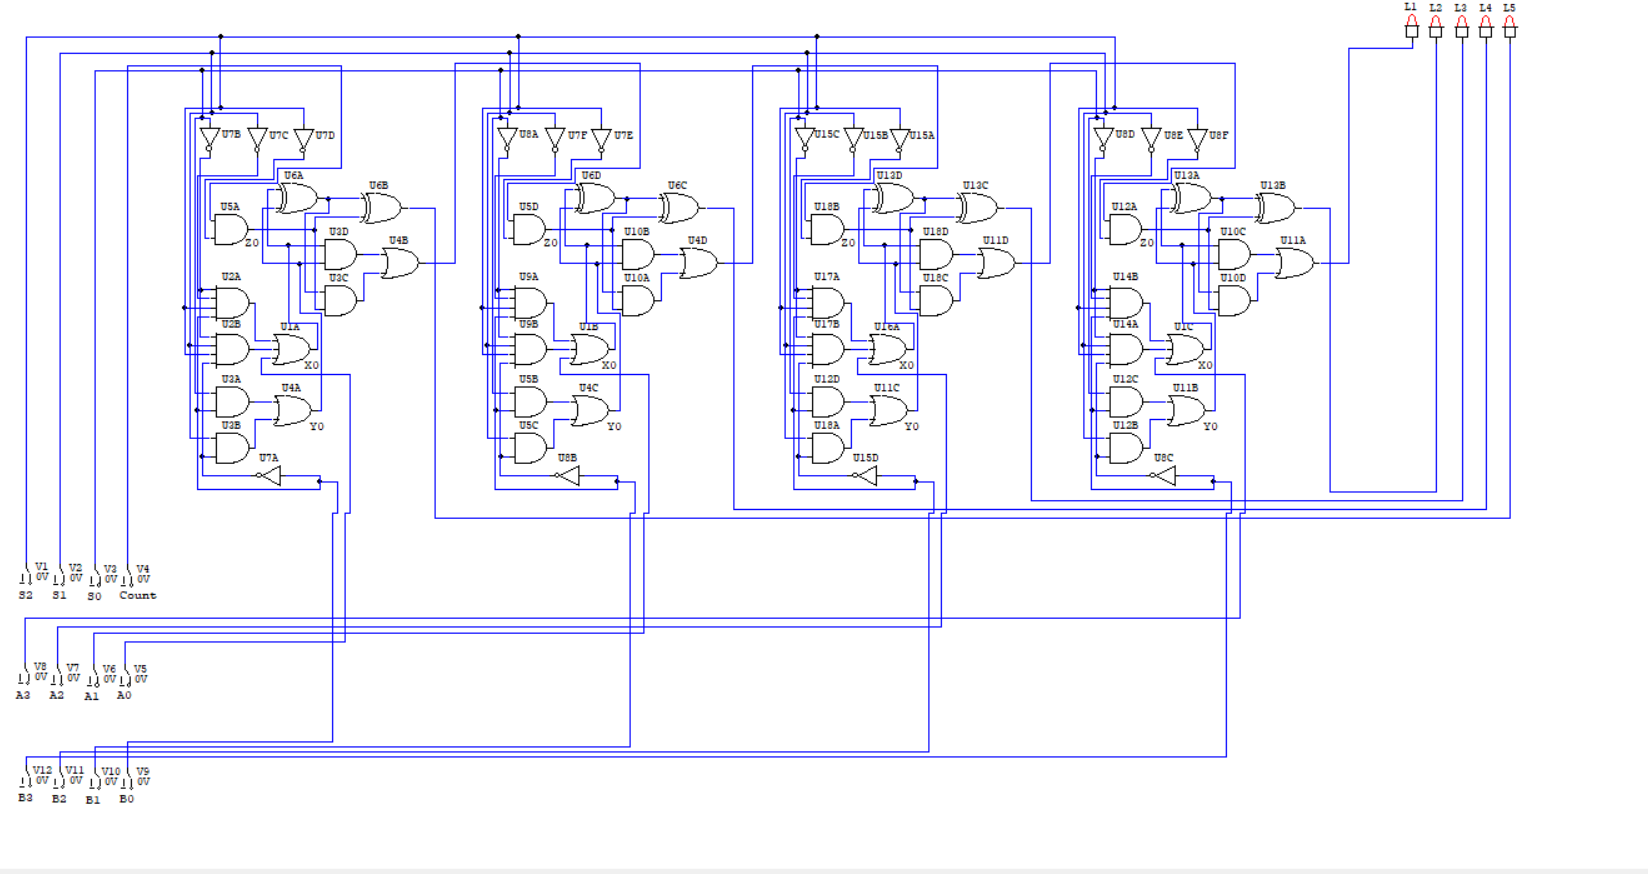 L1 L2 L3 L4 L5
U7B U7C U7D U8A U7F U7E U15C U15B U15A U8D U8E U8F
U6A U6B U6D U6C U13D U13C U13A U13B
U5A U5D U18B U12A
Z0 U3D U4B Z0 U10B U4D Z0 U18D U11D Z0 U10C U11A
U2A U3C U9A U10A U17A U18C U14B U10D
U2B U1A U9B U1B U17B U16A U14A U1C
X0 X0 X0 X0
U3A U4A U5B U4C U12D U11C U12C U11B
U3B Y0 U5C Y0 U18A Y0 U12B Y0
U7A U8B U15D U8C
V1 V2 V3 V4
0V 0V 0V 0V
S2 S1 S0 Count
V8 V7 V6 V5
0V 0V 0V 0V
A3 A2 A1 A0
V12 V11 V10 V9
0V 0V 0V 0V
B3 B2 B1 B0